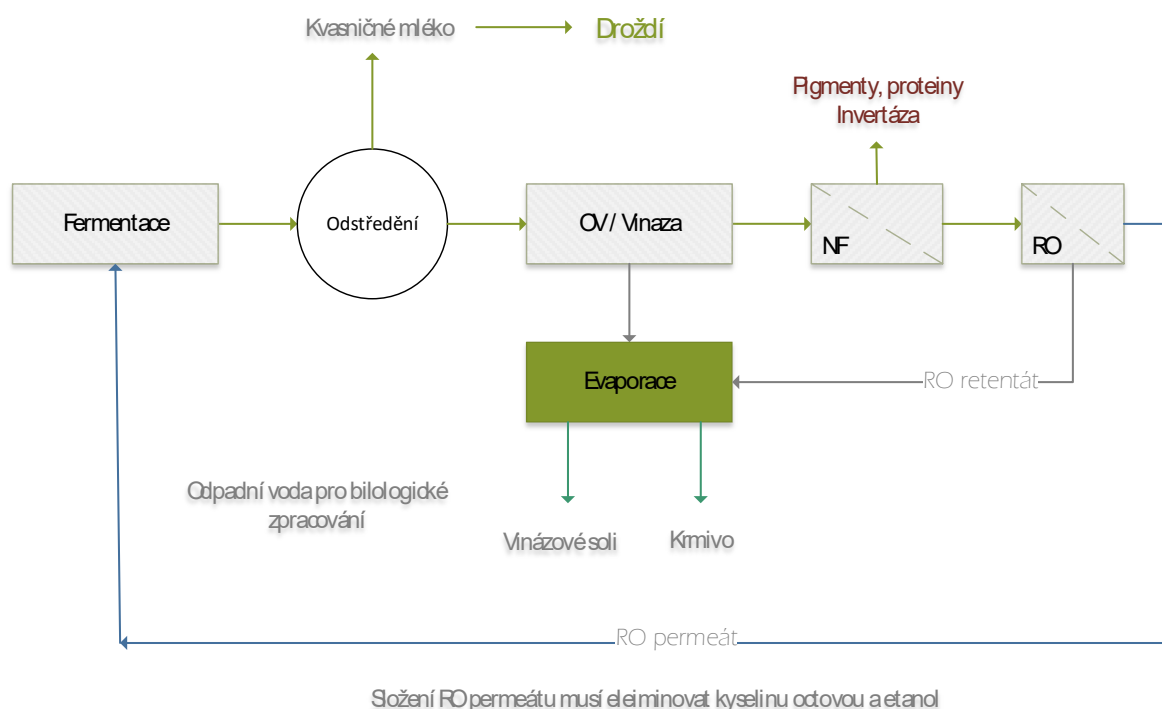 Kvasničné mléko
Droždí
Pigmenty, proteiny
Invertáza
Fermentace
Odstředění
OV / Vinaza
NF
RO
Evaporace
RO retentát
Odpadní voda pro bilologické
zpracování
Vinázové soli
Krmivo
RO permeát
Složení RO permeátu musí eleiminovat kyselinu octovou a etanol